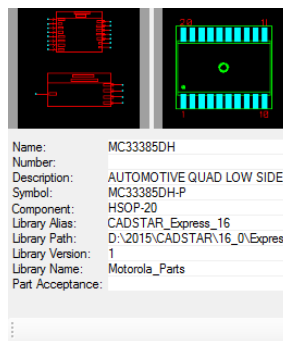 20 11
1 10
Name: MC33385DH
Number:
Description: AUTOMOTIVE QUAD LOW SIDE
Symbol: MC33385DH-P
Component: HSOP-20
Library Alias: CADSTAR_Express_16
Library Path: D:\2015\CADSTAR\16_0\Expres
Library Version: 1
Library Name: Motorola_Parts
Part Acceptance: